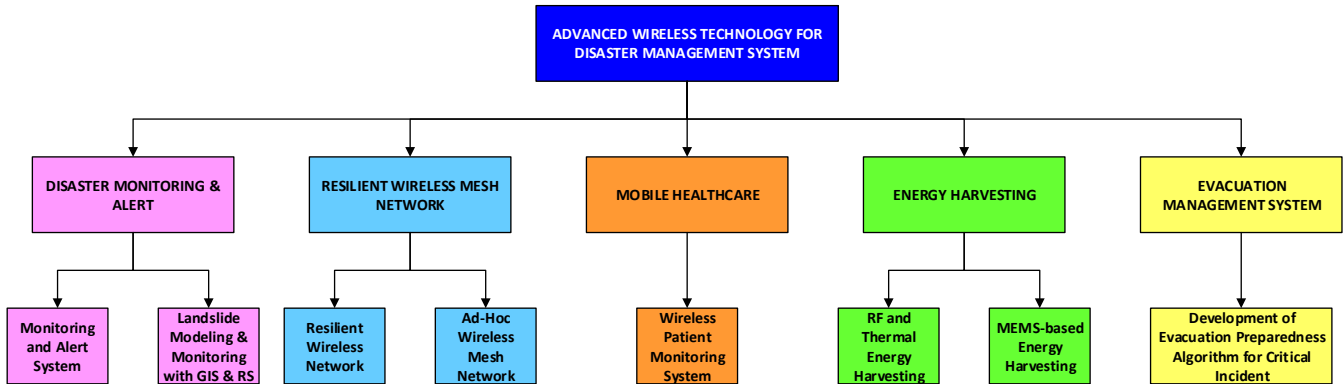 ADVANCED WIRELESS TECHNOLOGY FOR
DISASTER MANAGEMENT SYSTEM
DISASTER MONITORING &
ALERT
RESILIENT WIRELESS MESH
NETWORK
MOBILE HEALTHCARE
ENERGY HARVESTING
EVACUATION
MANAGEMENT SYSTEM
Monitoring
and Alert
System
Landslide
Modeling &
Monitoring
with GIS & RS
Resilient
Wireless
Network
Ad-Hoc
Wireless
Mesh
Network
Wireless
Patient
Monitoring
System
RF and
Thermal
Energy
Harvesting
MEMS-based
Energy
Harvesting
Development of
Evacuation Preparedness
Algorithm for Critical
Incident